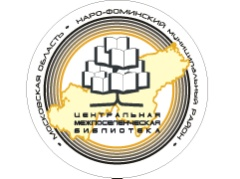 • МОСКОВСКАЯ ОБЛАСТЬ • НАРО-ФОМИНСКИЙ МУНИЦИПАЛЬНЫЙ РАЙОН •
ЦЕНТРАЛЬНАЯ
МЕЖПОСЕЛЕНЧЕСКАЯ
БИБЛИОТЕКА